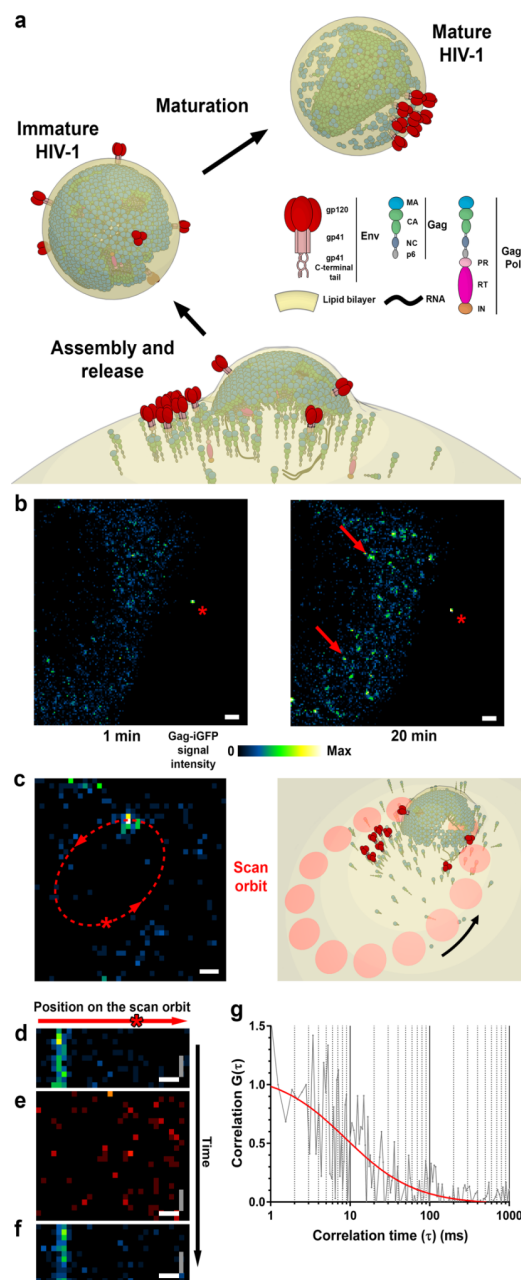 a
Mature
HIV-1
Maturation
Immature
HIV-1
gp120
gp41
gp41
C-terminal
tail
Env
MA
CA
NC
p6
Gag
PR
RT
IN
Gag
Pol
Lipid bilayer
RNA
Assembly and
release
b
*
*
1 min
20 min
Gag-iGFP
signal
intensity
0
Max
c
*
Scan
orbit
Position on the scan orbit
*
d
e
f
Time
g
Correlation G(τ)
1.5
1.0
0.5
0.0
1
10
100
1000
Correlation time (τ) (ms)